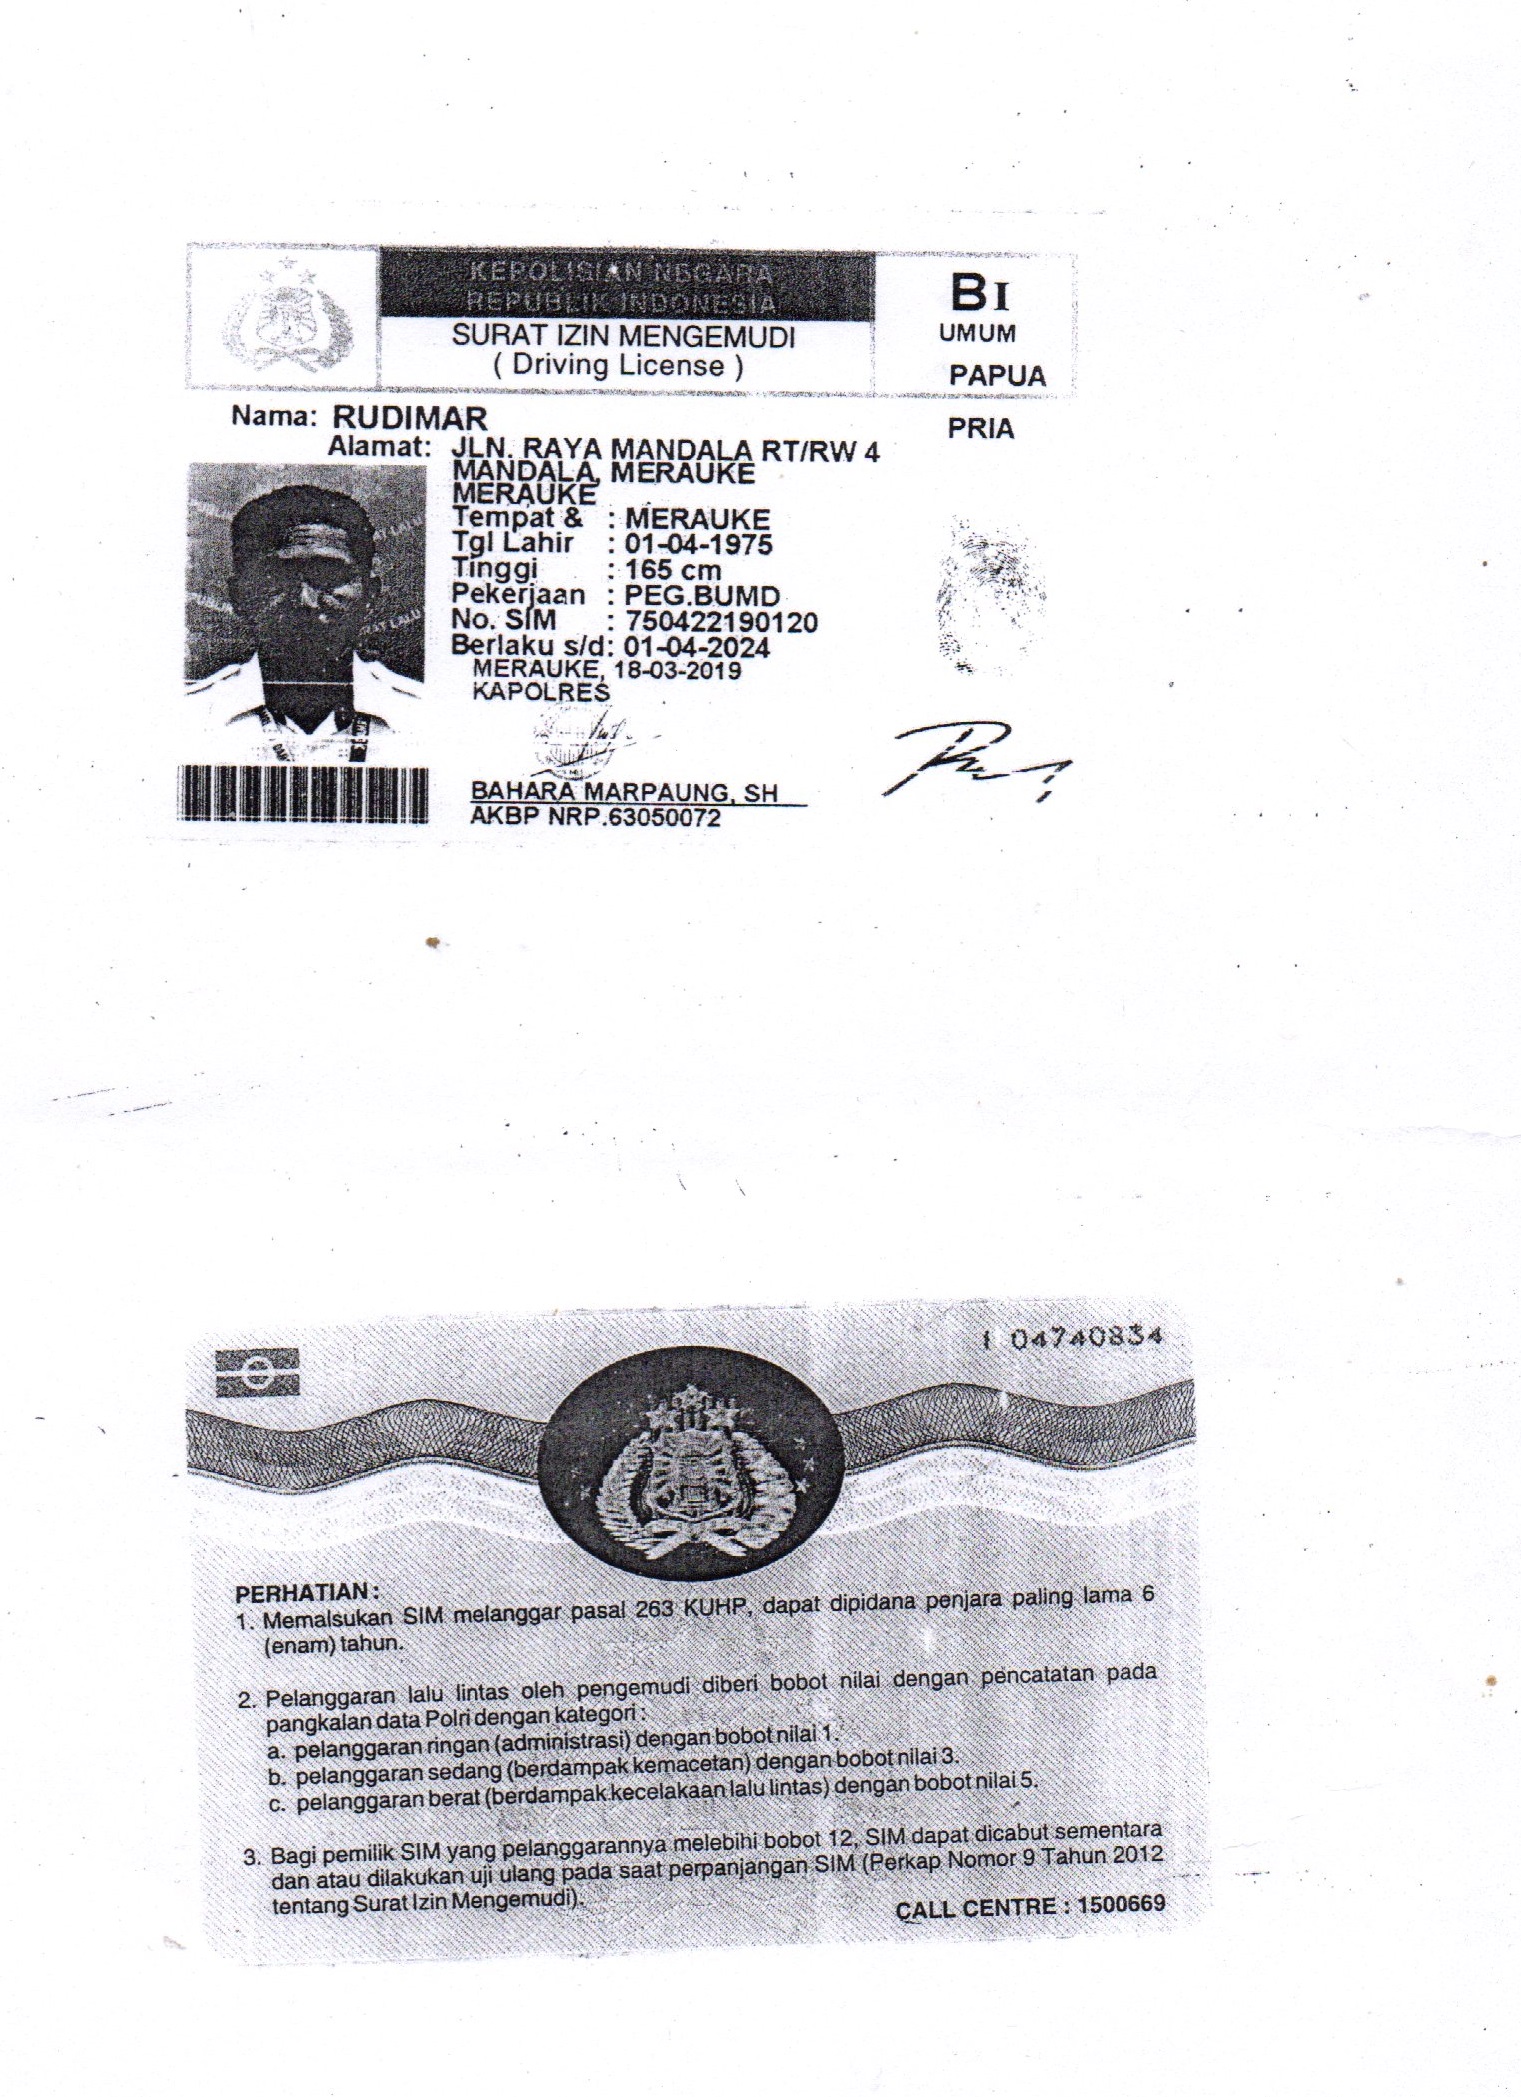 KEPOLISIAN NEGARA
REPUBLIK INDONESIA
SURAT IZIN MENGEMUDI
( Driving License )
BI
UMUM
PAPUA
Nama: RUDIMAR
PRIA
Alamat: JLN. RAYA MANDALA RT/RW 4
MANDALA, MERAUKE
MERAUKE
Tempat & : MERAUKE
Tgl Lahir : 01-04-1975
Tinggi : 165 cm
Pekerjaan : PEG.BUMD
No. SIM : 750422190120
Berlaku s/d: 01-04-2024
MERAUKE, 18-03-2019
KAPOLRES
BAHARA MARPAUNG, SH
AKBP NRP.63050072
04740834
PERHATIAN :
1. Memalsukan SIM melanggar pasal 263 KUHP, dapat dipidana penjara paling lama 6
(enam) tahun.
2. Pelanggaran lalu lintas oleh pengemudi diberi bobot nilai dengan pencatatan pada
pangkalan data Polri dengan kategori :
a. pelanggaran ringan (administrasi) dengan bobot nilai 1.
b. pelanggaran sedang (berdampak kemacetan) dengan bobot nilai 3.
c. pelanggaran berat (berdampak kecelakaan lalu lintas) dengan bobot nilai 5.
3. Bagi pemilik SIM yang pelanggarannya melebihi bobot 12, SIM dapat dicabut sementara
dan atau dilakukan uji ulang pada saat perpanjangan SIM (Perkap Nomor 9 Tahun 2012
tentang Surat Izin Mengemudi).
CALL CENTRE : 1500669